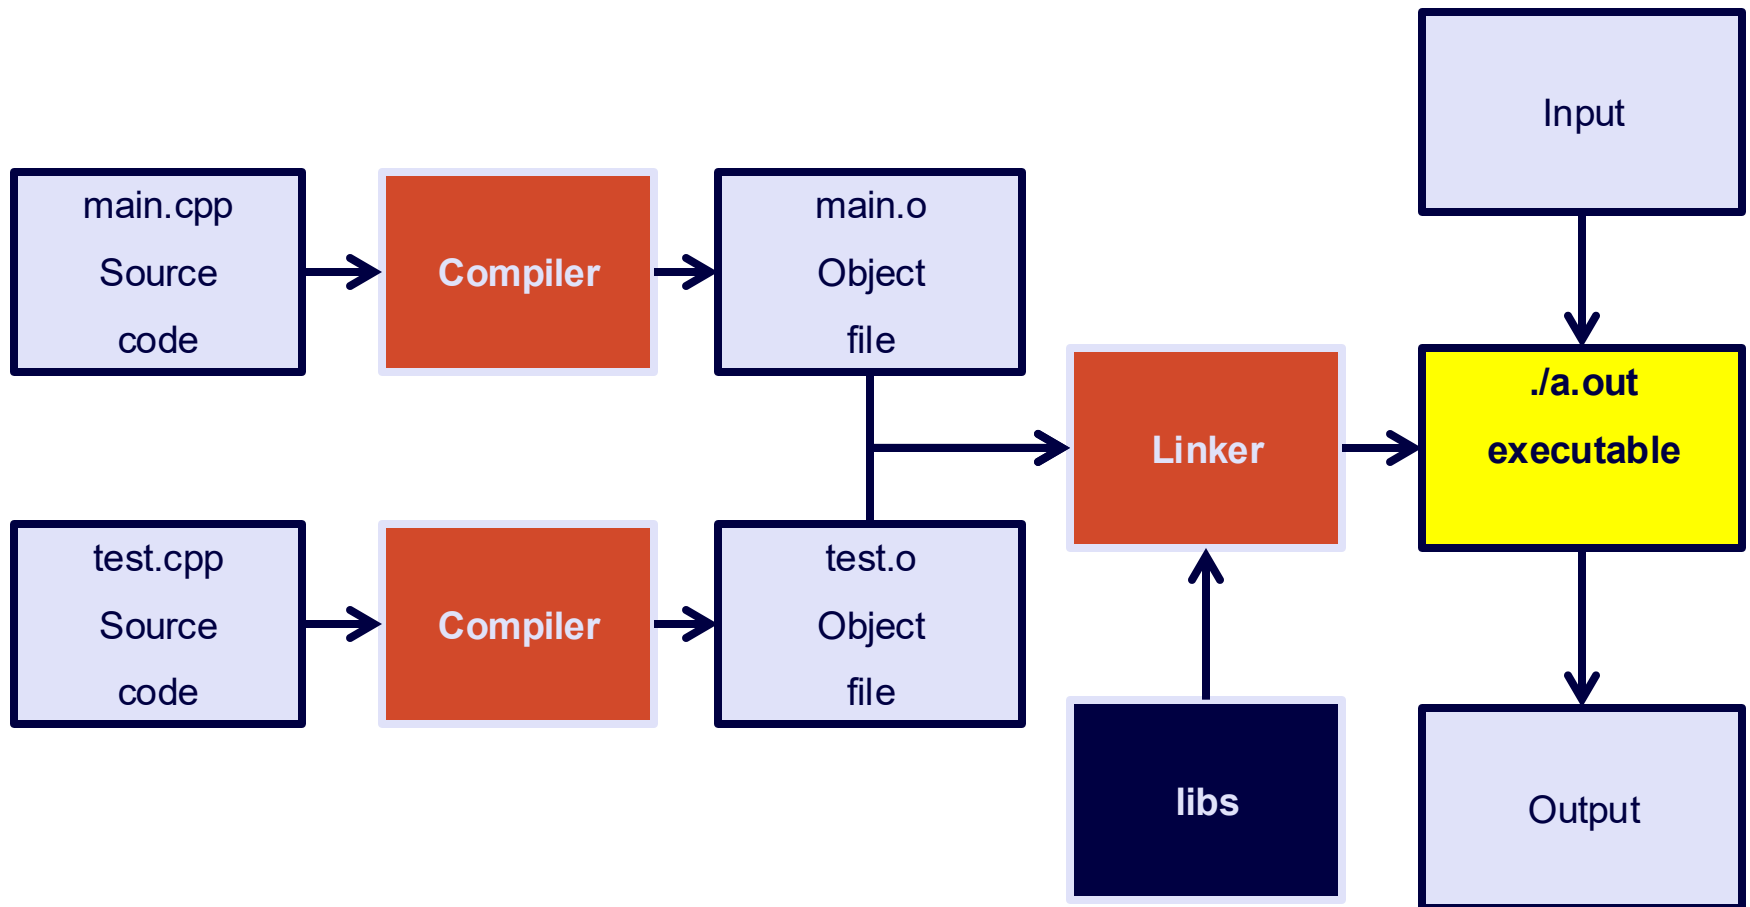 Input
main.cpp
Source
code
Compiler
main.o
Object
file
Linker
./a.out
executable
test.cpp
Source
code
Compiler
test.o
Object
file
libs
Output